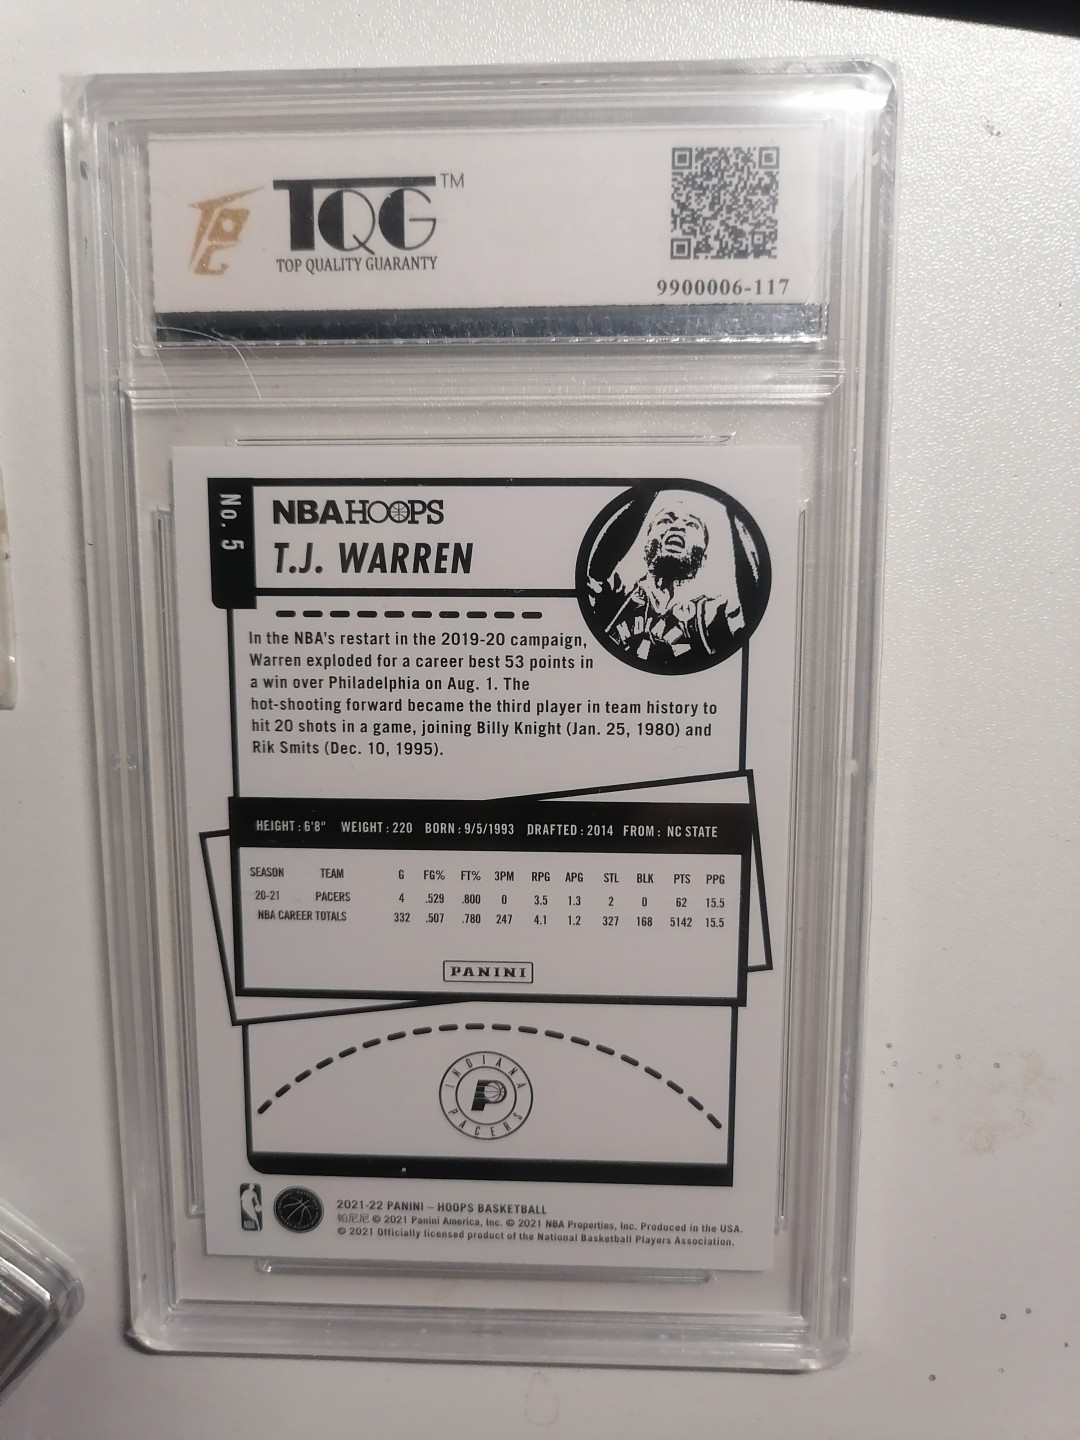 TQG™
TOP QUALITY GUARANTY
9900006-117
No. 5
NBA HOOPS
T.J. WARREN
In the NBA's restart in the 2019-20 campaign,
Warren exploded for a career best 53 points in
a win over Philadelphia on Aug. 1. The
hot-shooting forward became the third player in team history to
hit 20 shots in a game, joining Billy Knight (Jan. 25, 1980) and
Rik Smits (Dec. 10, 1995).
HEIGHT : 6'8" WEIGHT : 220 BORN : 9/5/1993 DRAFTED : 2014 FROM : NC STATE
SEASON TEAM G FG% FT% 3PM RPG APG STL BLK PTS PPG
20-21 PACERS 4 .529 .800 0 3.5 1.3 2 0 62 15.5
NBA CAREER TOTALS 332 .507 .780 247 4.1 1.2 327 168 5142 15.5
PANINI
INDIANA
P
PACERS
NBA
2021-22 PANINI – HOOPS BASKETBALL
帕尼尼 © 2021 Panini America, Inc. © 2021 NBA Properties, Inc. Produced in the USA.
© 2021 Officially licensed product of the National Basketball Players Association.